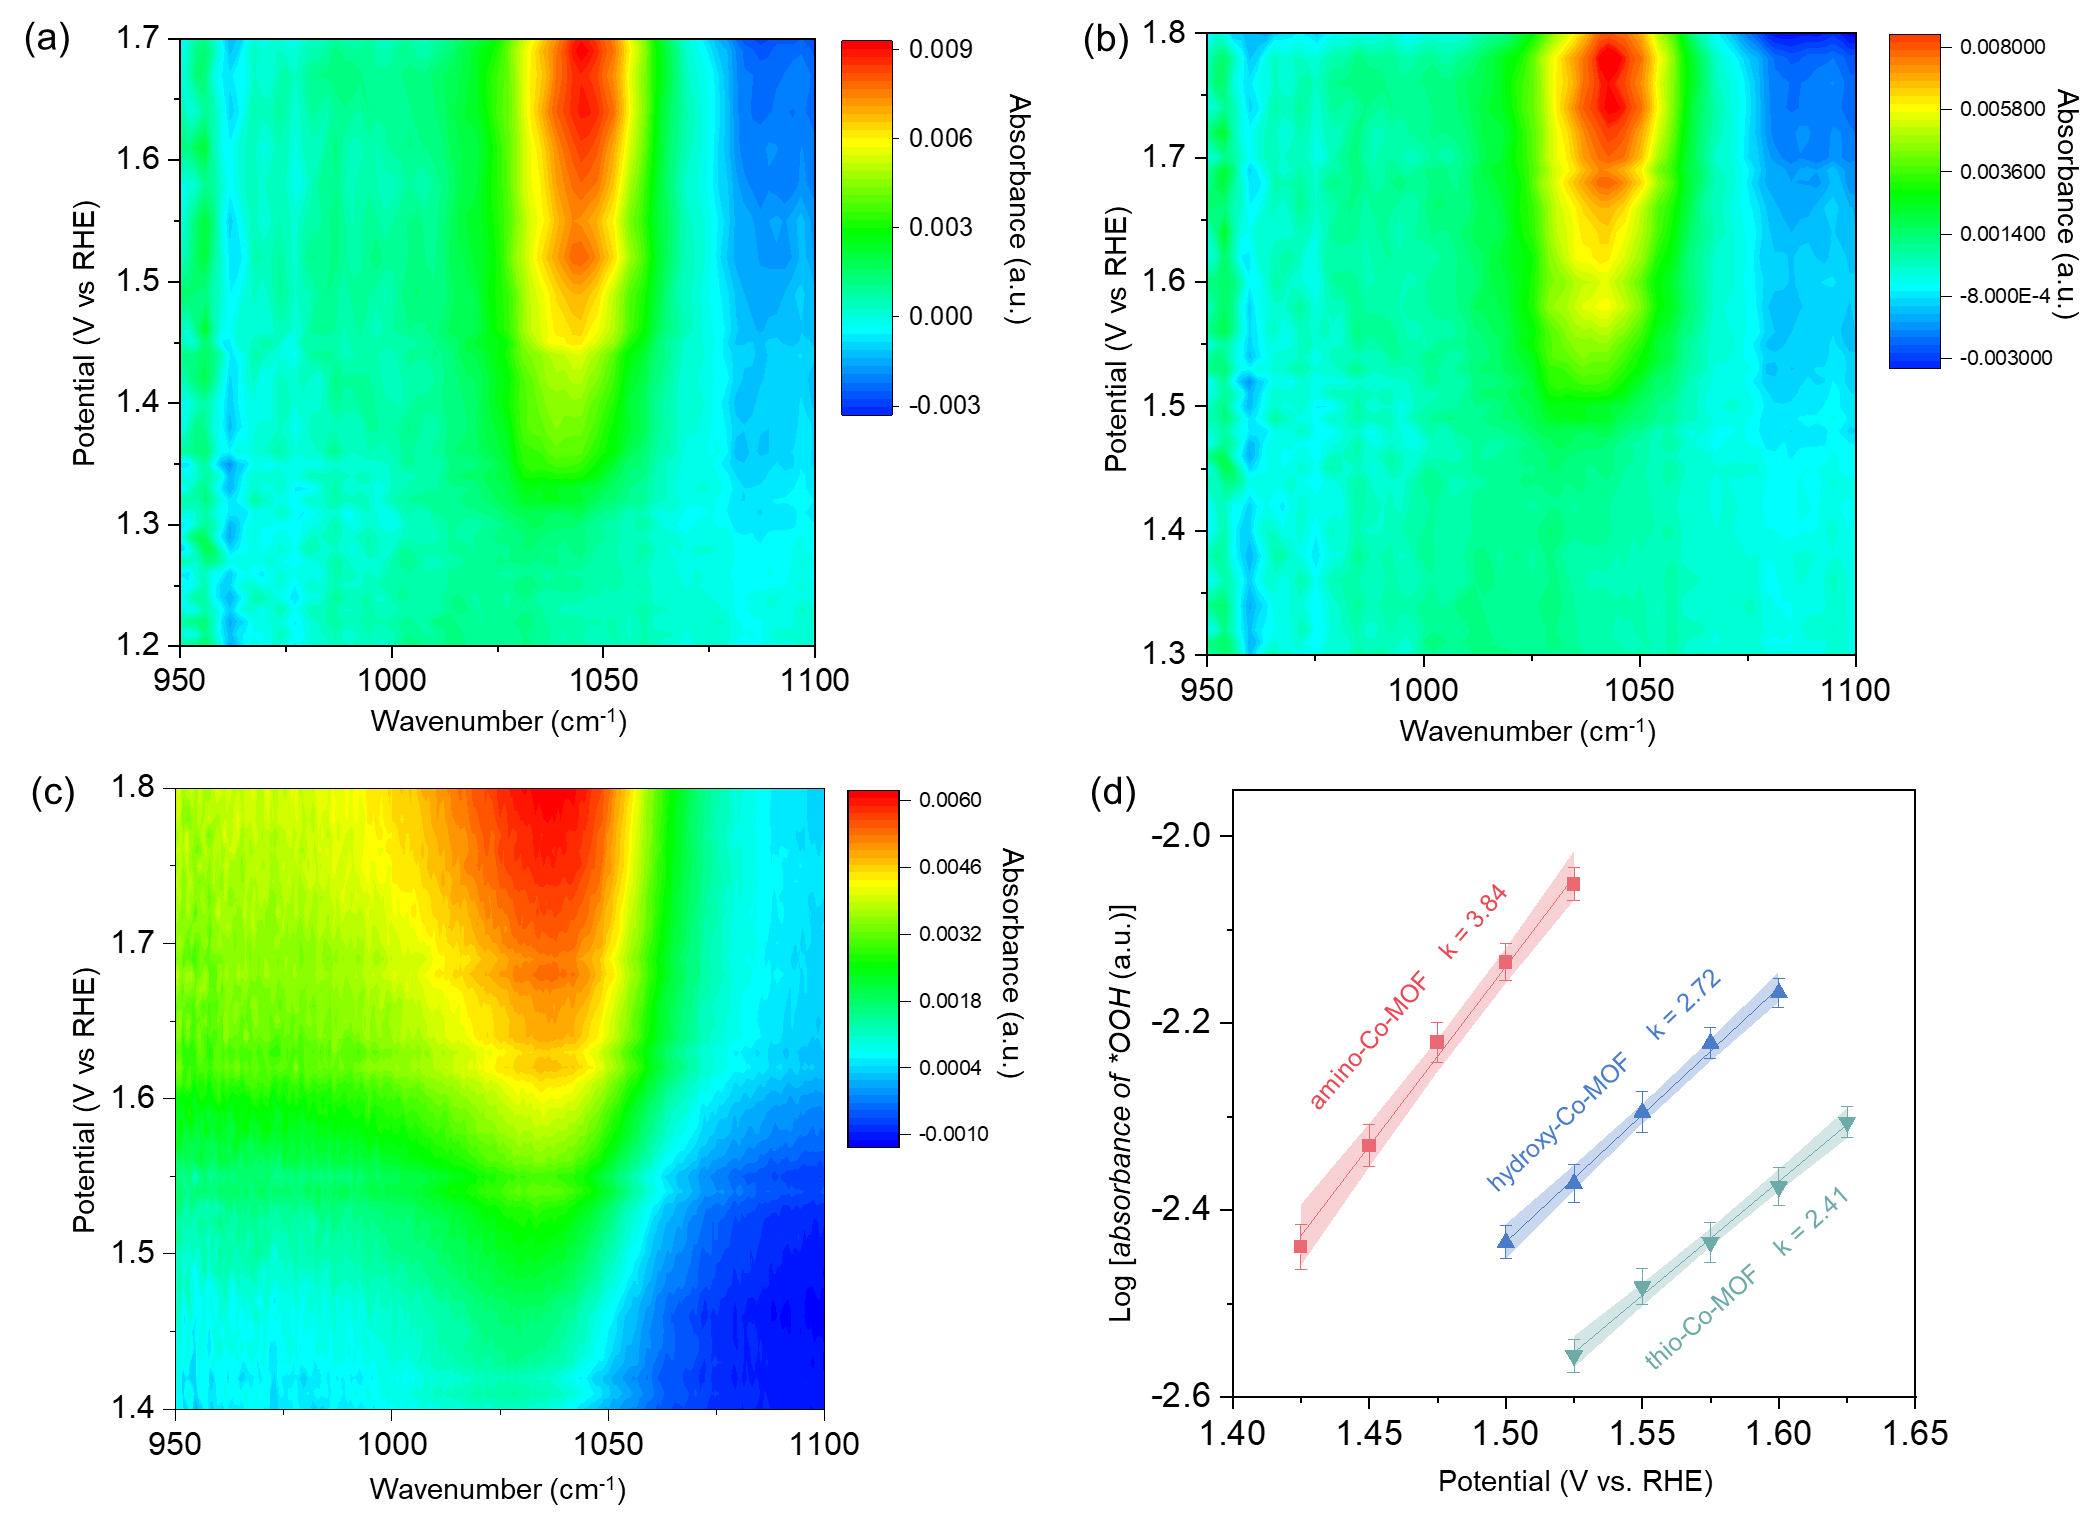 (a)
1.7
1.6
1.5
1.4
1.3
1.2
Potential (V vs RHE)
950
1000
1050
1100
Wavenumber (cm⁻¹)
0.009
0.006
0.003
0.000
-0.003
Absorbance (a.u.)
(b)
1.8
1.7
1.6
1.5
1.4
1.3
Potential (V vs RHE)
950
1000
1050
1100
Wavenumber (cm⁻¹)
0.008000
0.005800
0.003600
0.001400
-8.000E-4
-0.003000
Absorbance (a.u.)
(c)
1.8
1.7
1.6
1.5
1.4
Potential (V vs RHE)
950
1000
1050
1100
Wavenumber (cm⁻¹)
0.0060
0.0046
0.0032
0.0018
0.0004
-0.0010
Absorbance (a.u.)
(d)
-2.0
-2.2
-2.4
-2.6
Log [absorbance of *OOH (a.u.)]
amino-Co-MOF k = 3.84
hydroxy-Co-MOF k = 2.72
thio-Co-MOF k = 2.41
1.40
1.45
1.50
1.55
1.60
1.65
Potential (V vs. RHE)